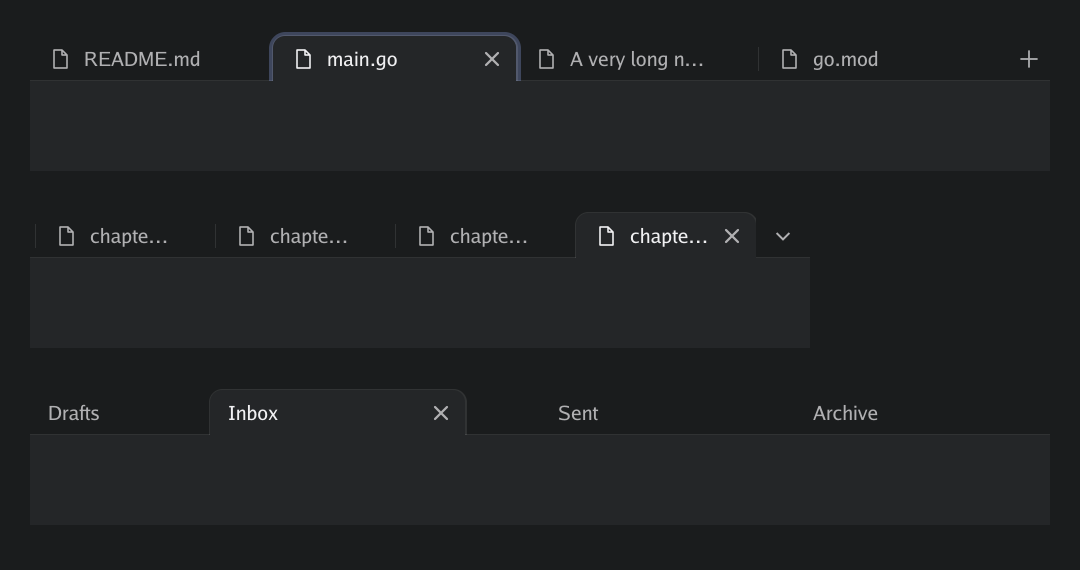 README.md main.go A very long n… go.mod
chapte… chapte… chapte… chapte…
Drafts Inbox Sent Archive